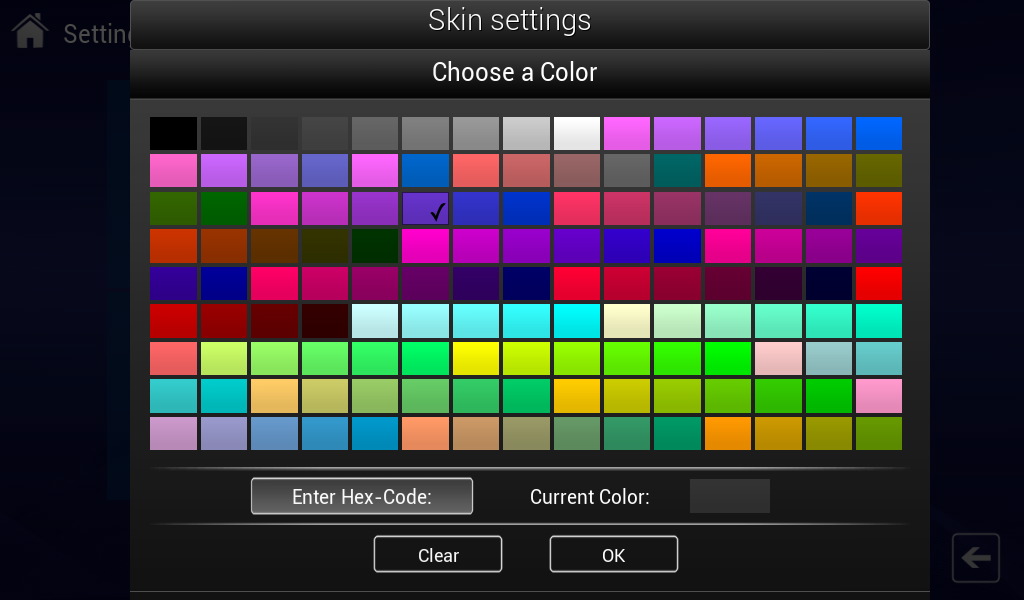 Skin settings
Settin
Choose a Color
Enter Hex-Code:
Current Color:
Clear
OK